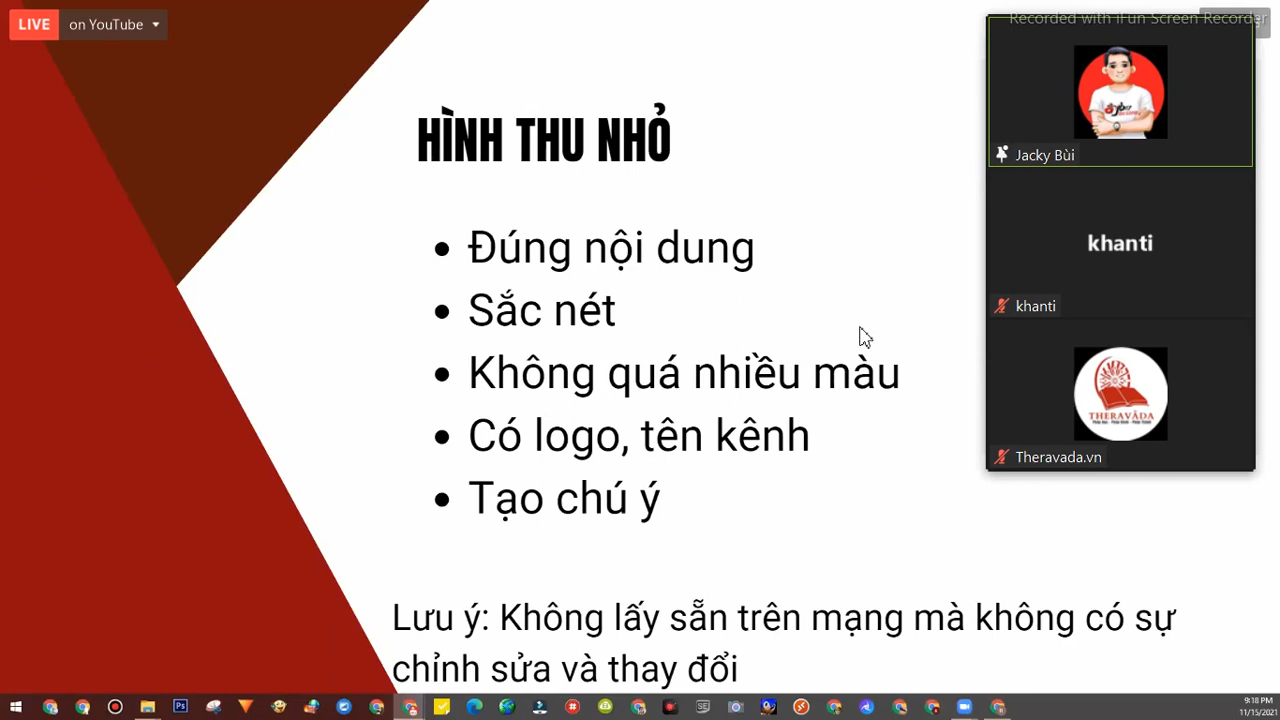 LIVE on YouTube
Recorded with iFun Screen Recorder
HÌNH THU NHỎ
• Đúng nội dung
• Sắc nét
• Không quá nhiều màu
• Có logo, tên kênh
• Tạo chú ý
Lưu ý: Không lấy sẵn trên mạng mà không có sự
chỉnh sửa và thay đổi
Jacky Bùi
khanti
khanti
THERAVĀDA
Theravada.vn
9:18 PM
11/15/2021